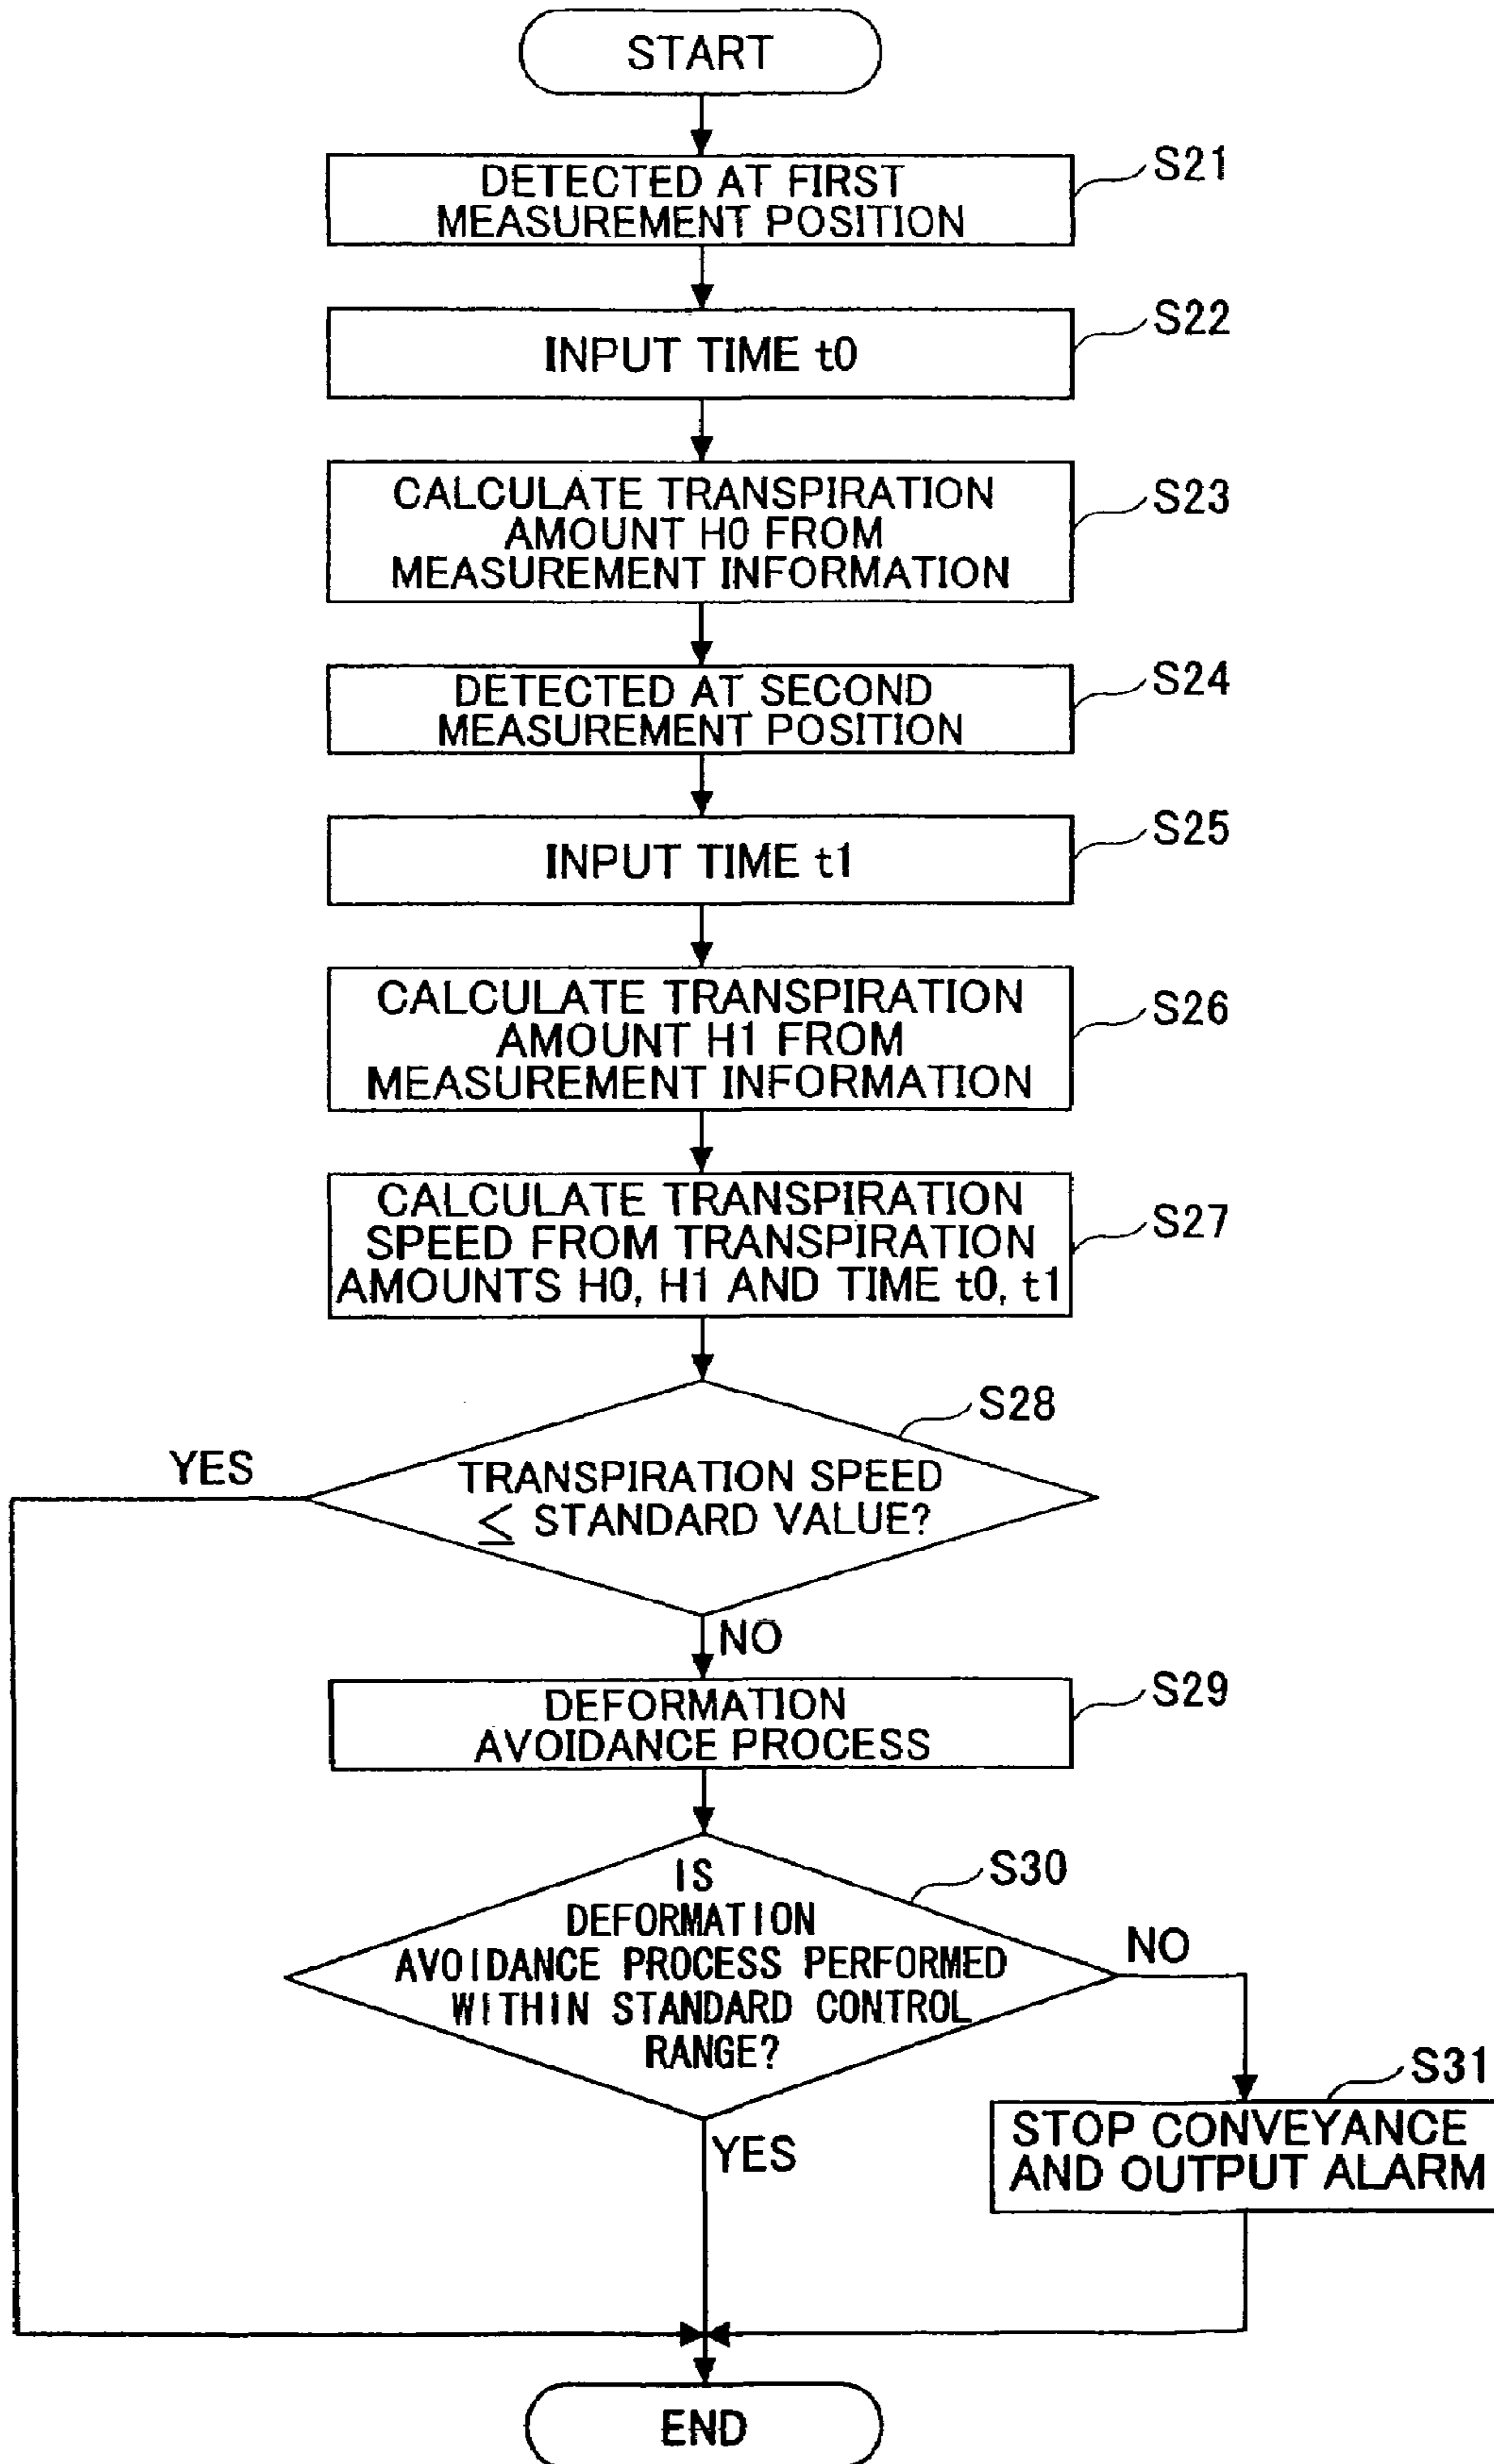 START
DETECTED AT FIRST
MEASUREMENT POSITION
S21
INPUT TIME t0
S22
CALCULATE TRANSPIRATION
AMOUNT H0 FROM
MEASUREMENT INFORMATION
S23
DETECTED AT SECOND
MEASUREMENT POSITION
S24
INPUT TIME t1
S25
CALCULATE TRANSPIRATION
AMOUNT H1 FROM
MEASUREMENT INFORMATION
S26
CALCULATE TRANSPIRATION
SPEED FROM TRANSPIRATION
AMOUNTS H0, H1 AND TIME t0, t1
S27
S28
YES
TRANSPIRATION SPEED
≤ STANDARD VALUE?
NO
DEFORMATION
AVOIDANCE PROCESS
S29
S30
IS
DEFORMATION
AVOIDANCE PROCESS PERFORMED
WITHIN STANDARD CONTROL
RANGE?
NO
YES
S31
STOP CONVEYANCE
AND OUTPUT ALARM
END